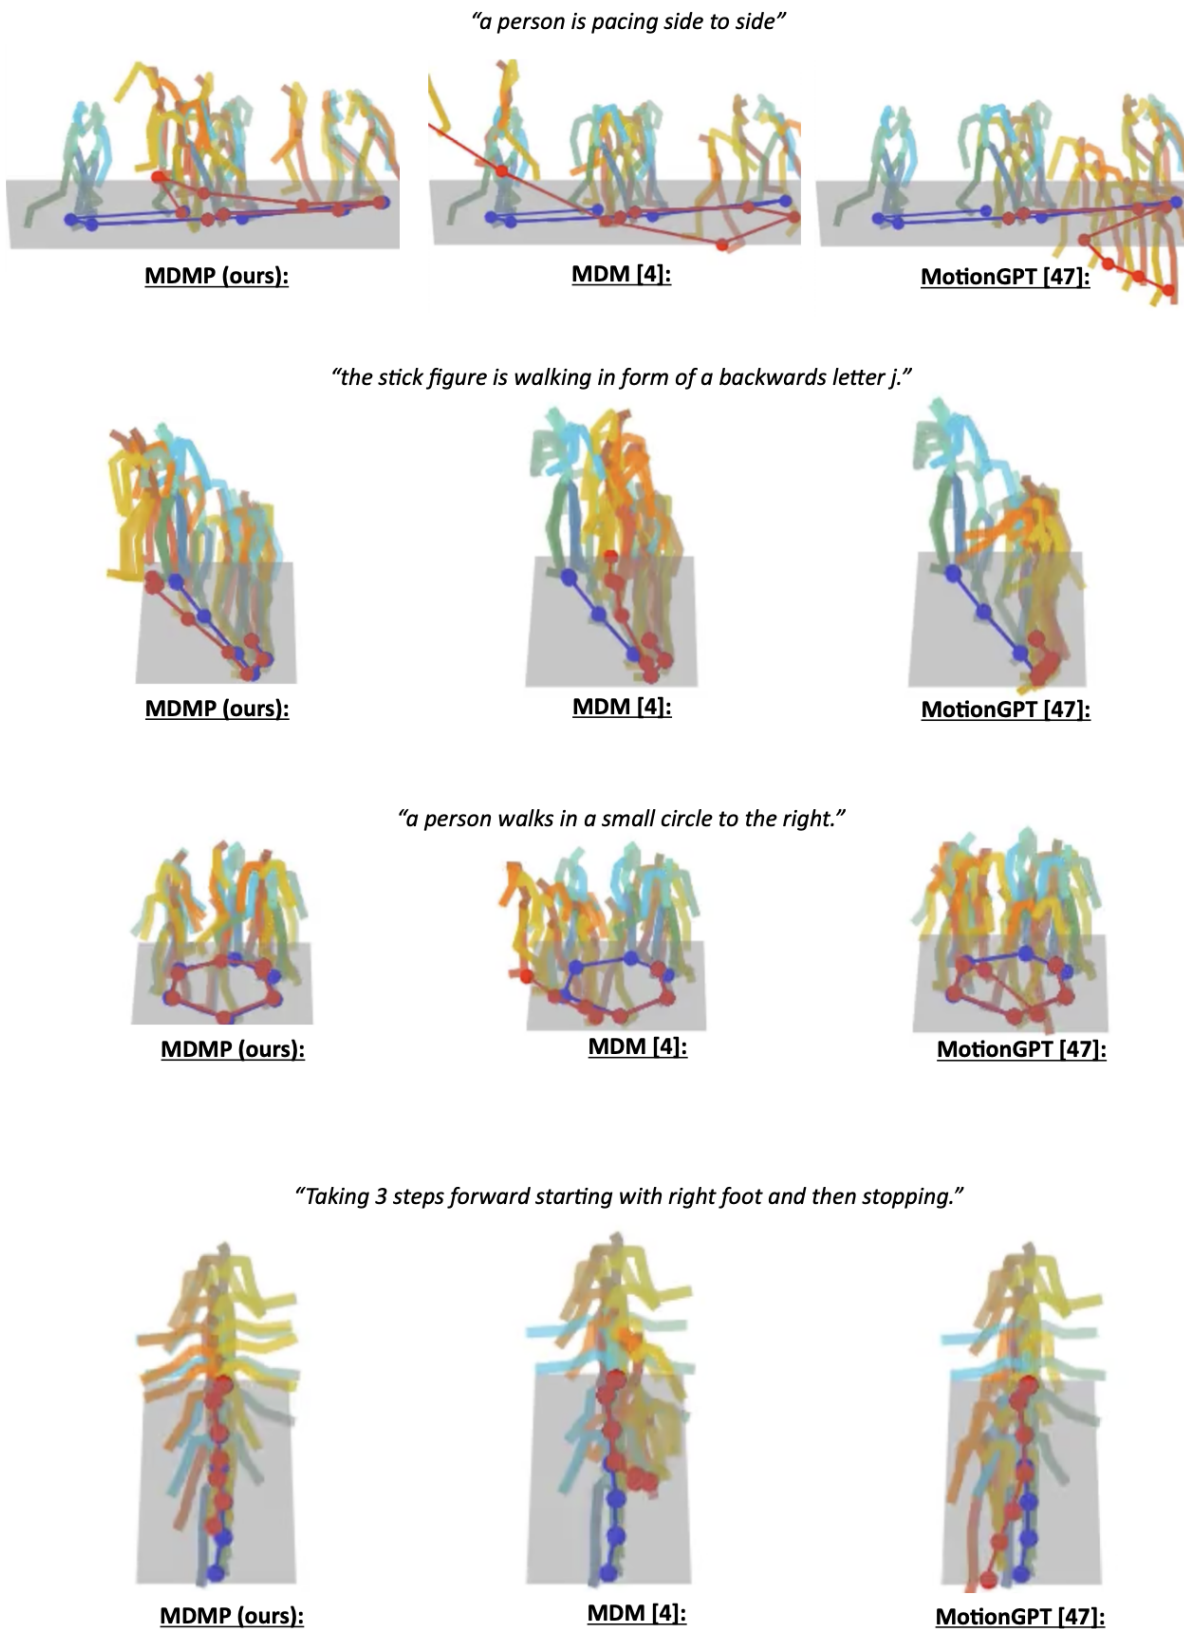 “a person is pacing side to side”
MDMP (ours):
MDM [4]:
MotionGPT [47]:
“the stick figure is walking in form of a backwards letter j.”
MDMP (ours):
MDM [4]:
MotionGPT [47]:
“a person walks in a small circle to the right.”
MDMP (ours):
MDM [4]:
MotionGPT [47]:
“Taking 3 steps forward starting with right foot and then stopping.”
MDMP (ours):
MDM [4]:
MotionGPT [47]: